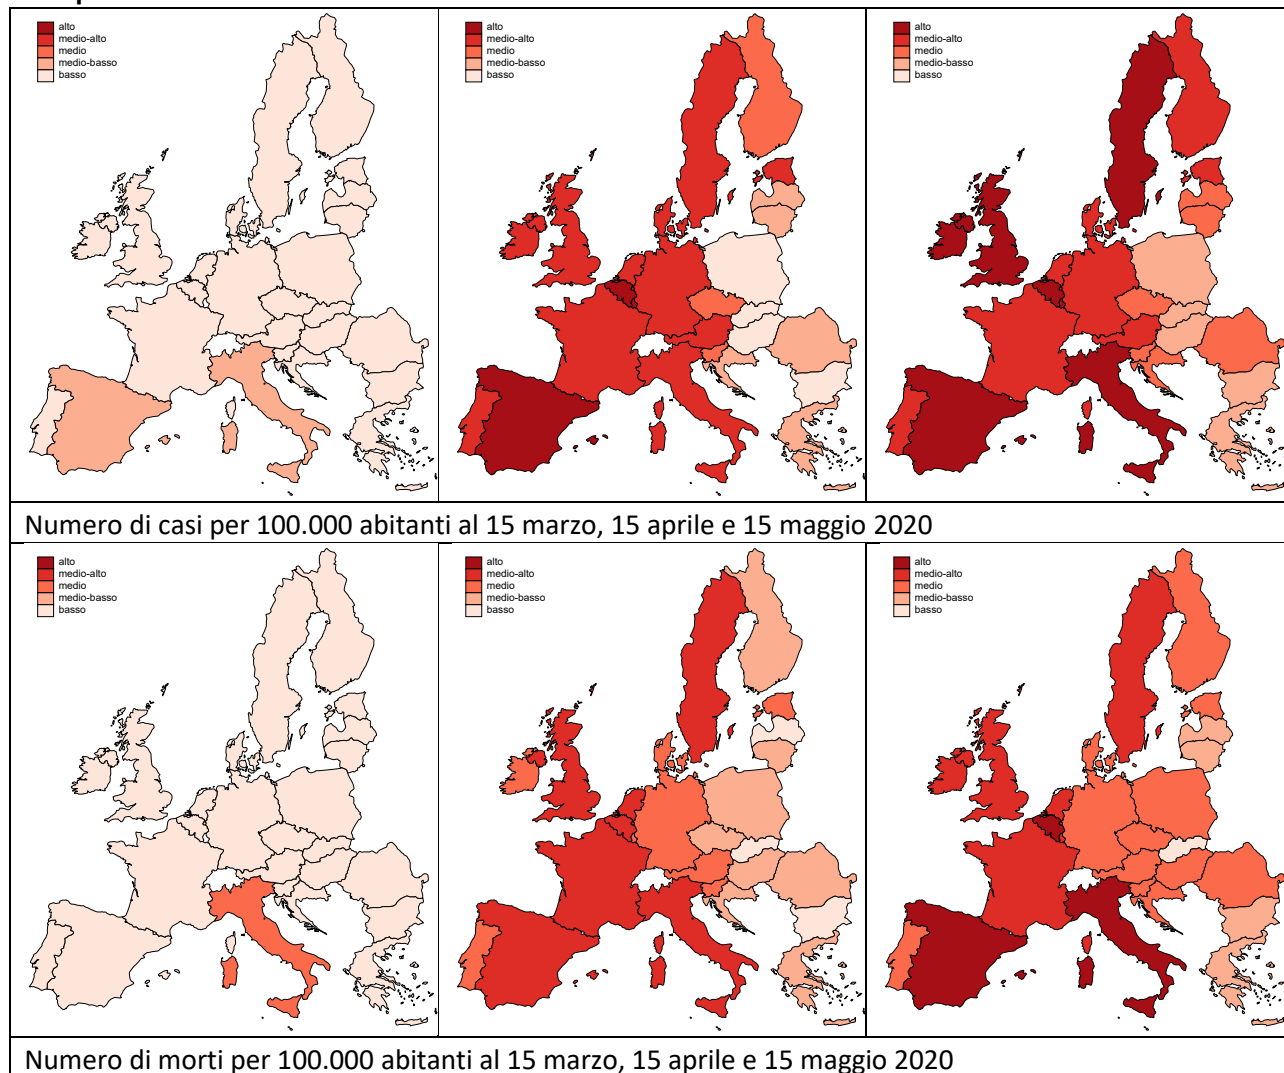 alto
medio-alto
medio
medio-basso
basso
alto
medio-alto
medio
medio-basso
basso
alto
medio-alto
medio
medio-basso
basso
Numero di casi per 100.000 abitanti al 15 marzo, 15 aprile e 15 maggio 2020
alto
medio-alto
medio
medio-basso
basso
alto
medio-alto
medio
medio-basso
basso
alto
medio-alto
medio
medio-basso
basso
Numero di morti per 100.000 abitanti al 15 marzo, 15 aprile e 15 maggio 2020